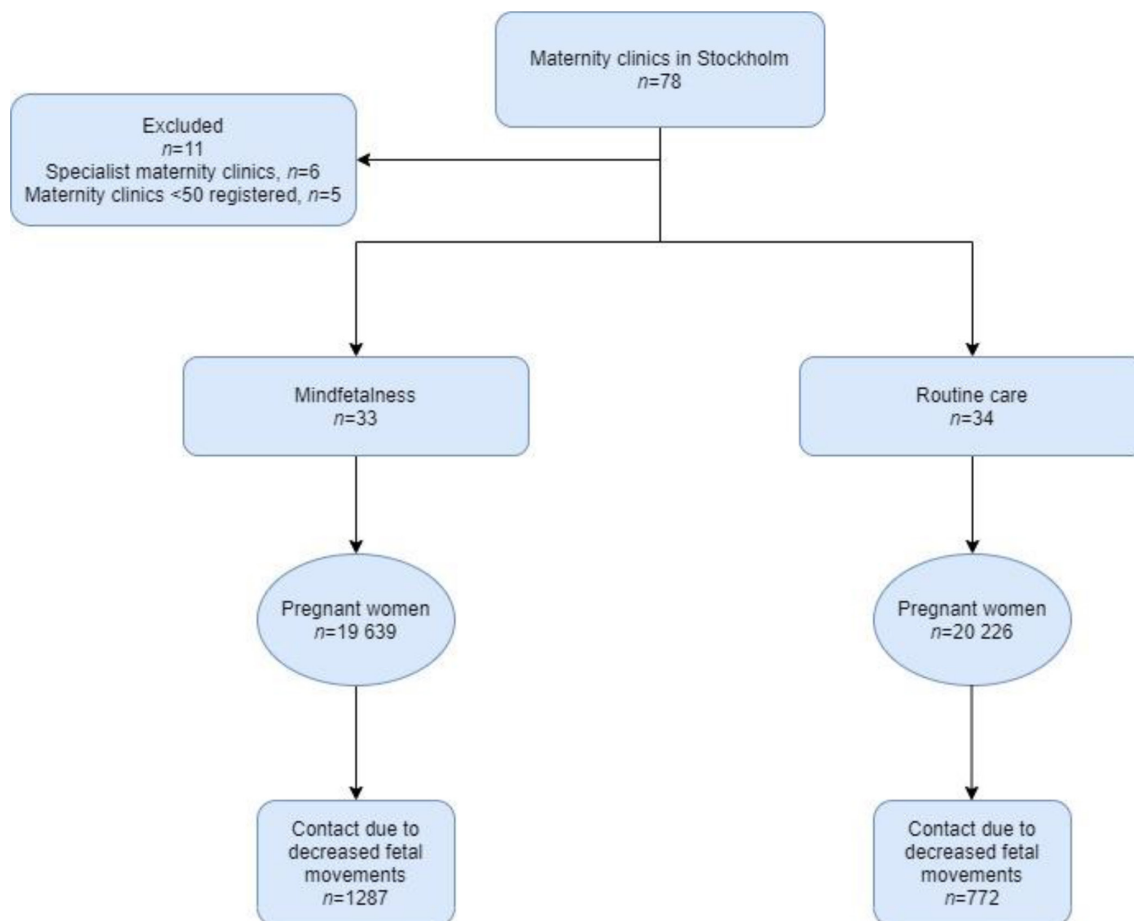 Maternity clinics in Stockholm
n=78
Excluded
n=11
Specialist maternity clinics, n=6
Maternity clinics <50 registered, n=5
Mindfetalness
n=33
Routine care
n=34
Pregnant women
n=19 639
Pregnant women
n=20 226
Contact due to
decreased fetal
movements
n=1287
Contact due to
decreased fetal
movements
n=772